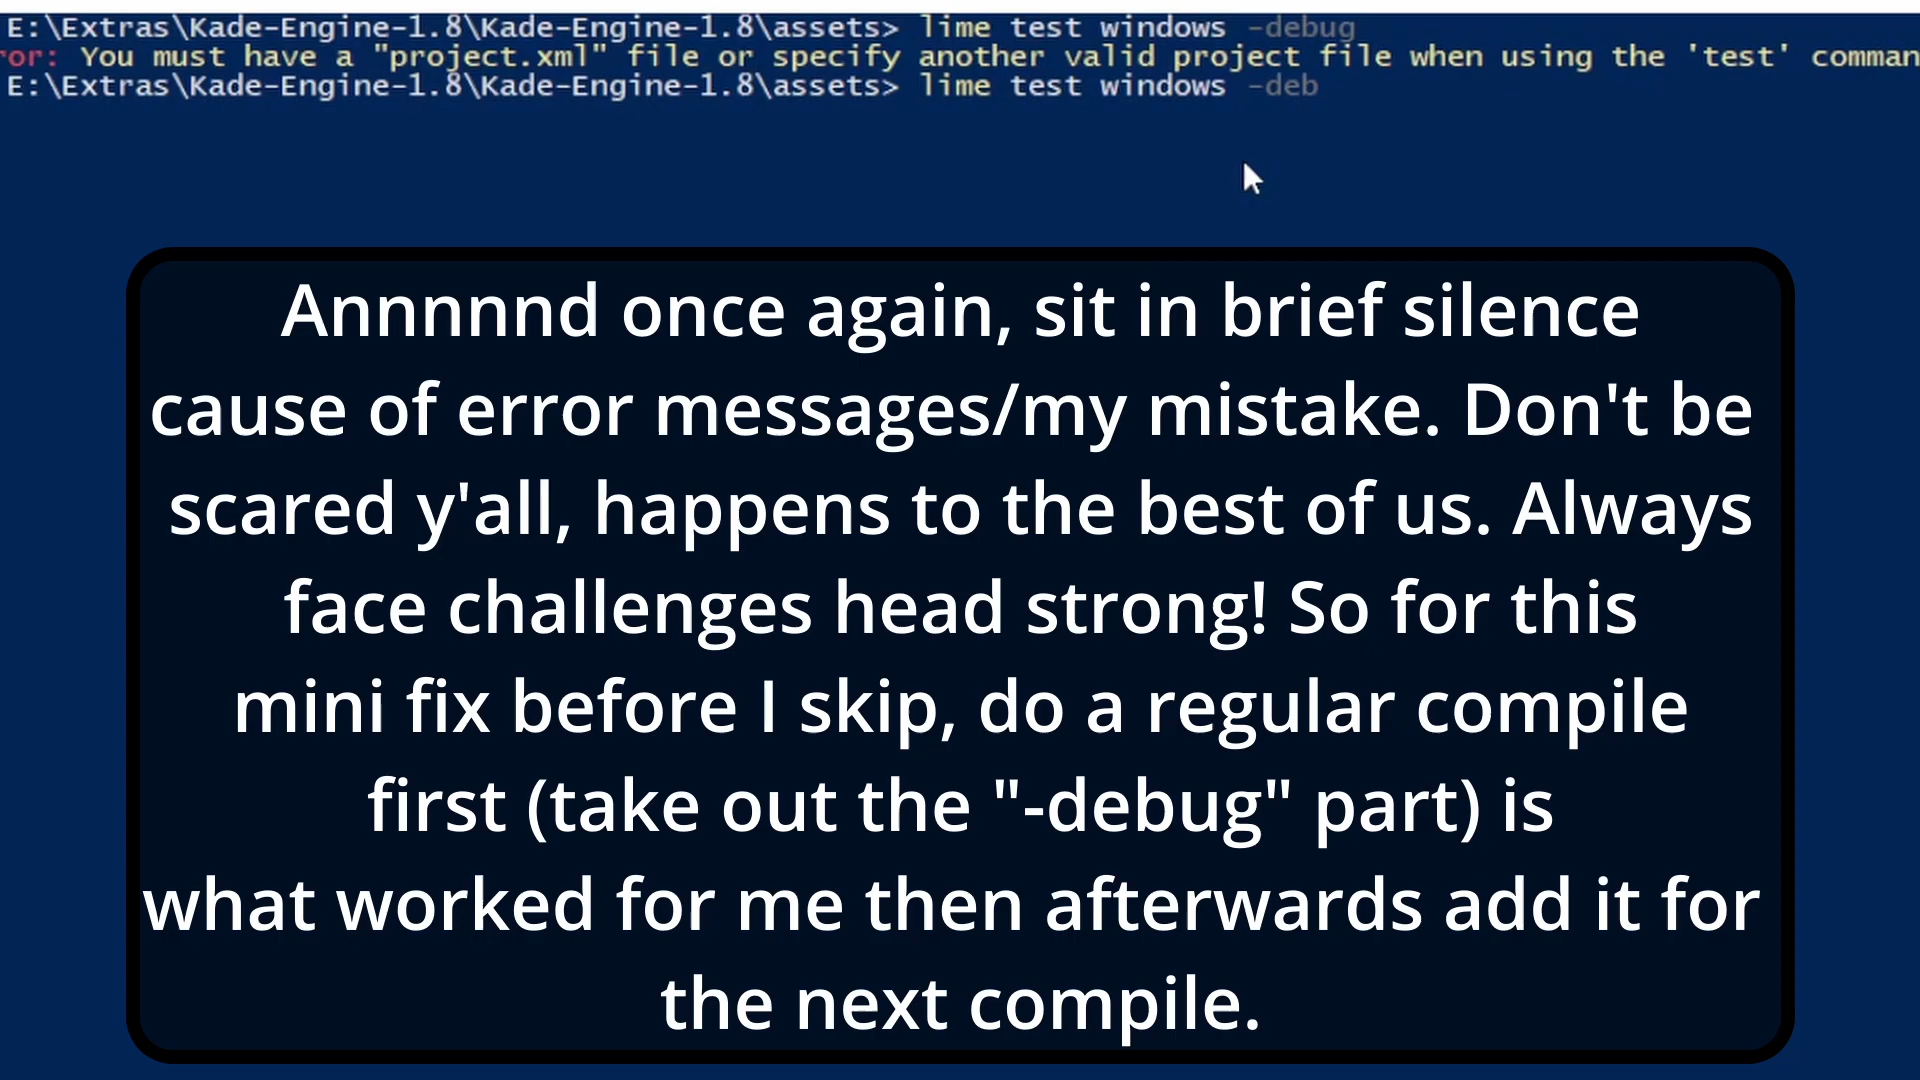 E:\Extras\Kade-Engine-1.8\Kade-Engine-1.8\assets> lime test windows -debug
ror: You must have a "project.xml" file or specify another valid project file when using the 'test' comman
E:\Extras\Kade-Engine-1.8\Kade-Engine-1.8\assets> lime test windows -deb
Annnnnd once again, sit in brief silence
cause of error messages/my mistake. Don't be
scared y'all, happens to the best of us. Always
face challenges head strong! So for this
mini fix before I skip, do a regular compile
first (take out the "-debug" part) is
what worked for me then afterwards add it for
the next compile.